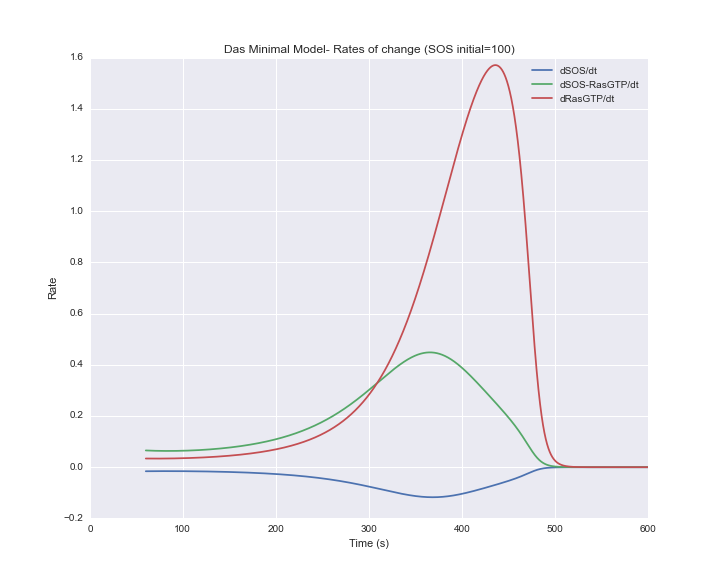 Das Minimal Model- Rates of change (SOS initial=100)
1.6
1.4
1.2
1.0
0.8
0.6
0.4
0.2
0.0
−0.2
Rate
dSOS/dt
dSOS-RasGTP/dt
dRasGTP/dt
0 100 200 300 400 500 600
Time (s)